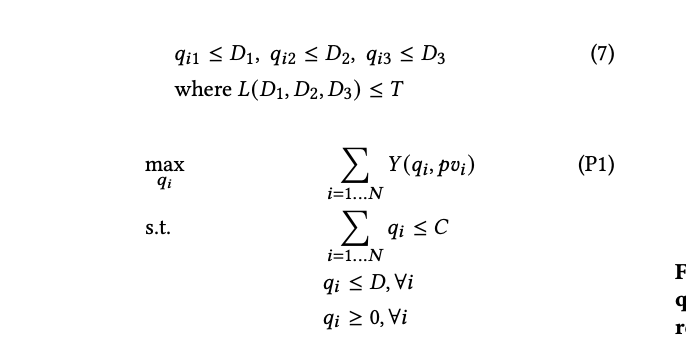 qᵢ₁ ≤ D₁, qᵢ₂ ≤ D₂, qᵢ₃ ≤ D₃ (7)
where L(D₁, D₂, D₃) ≤ T
max_{qᵢ} ∑_{i=1...N} Y(qᵢ, pvᵢ) (P1)
s.t. ∑_{i=1...N} qᵢ ≤ C
qᵢ ≤ D, ∀i
qᵢ ≥ 0, ∀i
F
q
r